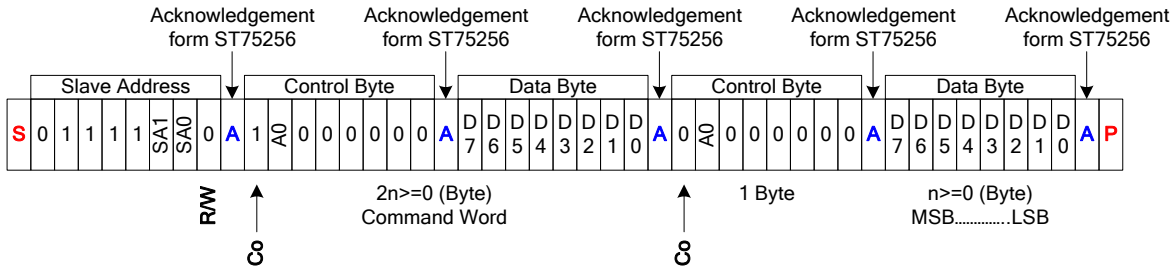 Acknowledgement Acknowledgement Acknowledgement Acknowledgement Acknowledgement
form ST75256 form ST75256 form ST75256 form ST75256 form ST75256
Slave Address Control Byte Data Byte Control Byte Data Byte
S 0 1 1 1 1 SA1 SA0 0 A 1 A0 0 0 0 0 0 0 A D7 D6 D5 D4 D3 D2 D1 D0 A 0 A0 0 0 0 0 0 0 A D7 D6 D5 D4 D3 D2 D1 D0 A P
R/W 2n>=0 (Byte) 1 Byte n>=0 (Byte)
Command Word MSB..............LSB
Co Co